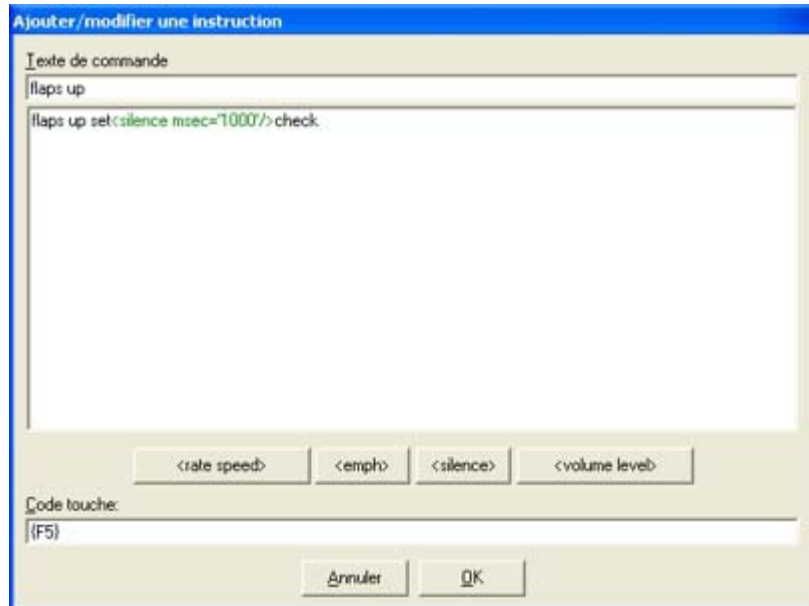 Ajouter/modifier une instruction
Texte de commande
flaps up
flaps up set<silence msec='1000'/>check
<rate speed>
<emph>
<silence>
<volume level>
Code touche:
{F5}
Annuler
OK